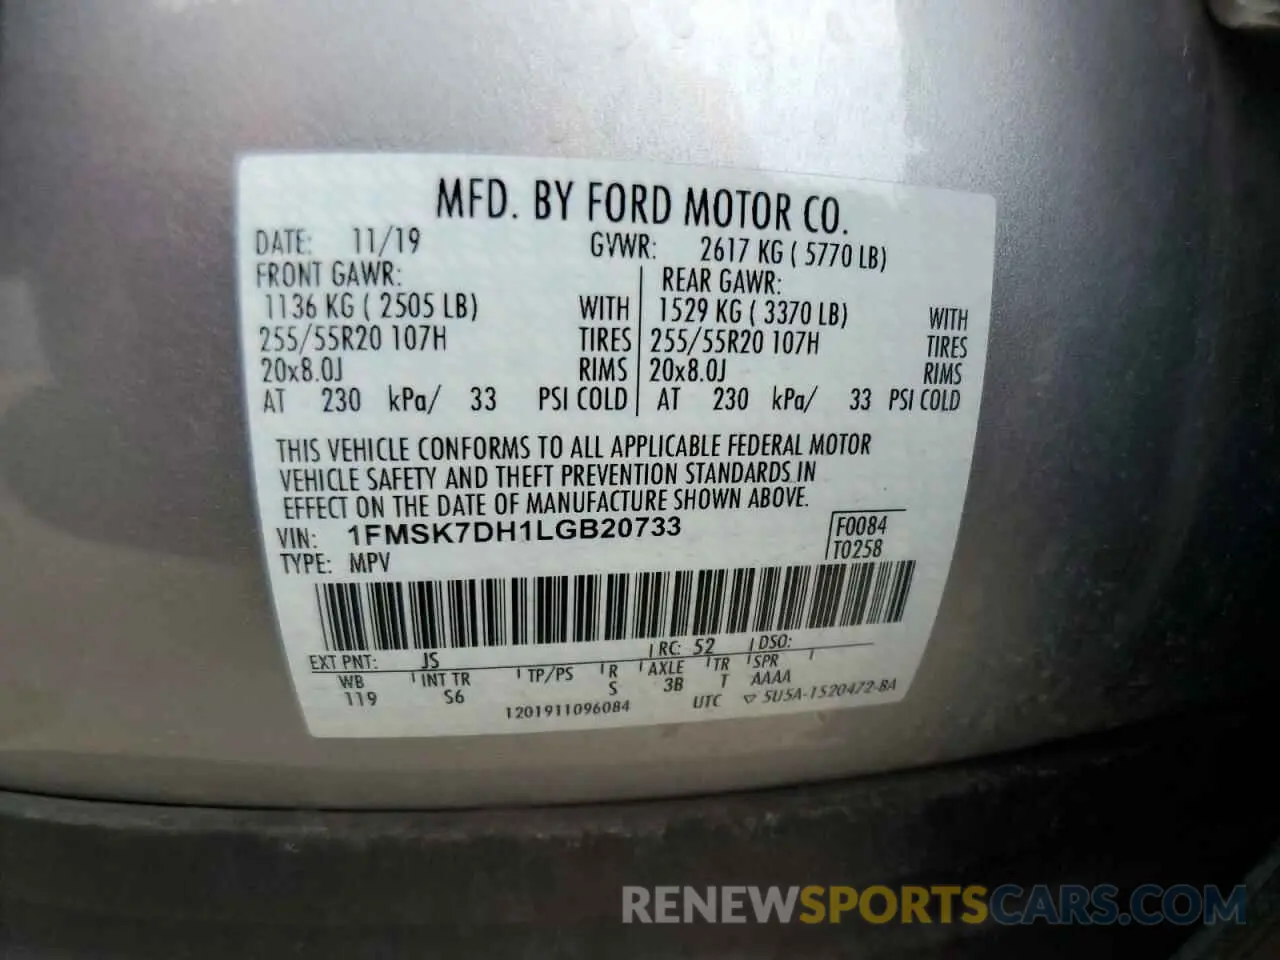 MFD. BY FORD MOTOR CO.
DATE: 11/19 GVWR: 2617 KG ( 5770 LB)
FRONT GAWR: REAR GAWR:
1136 KG ( 2505 LB) WITH 1529 KG ( 3370 LB) WITH
255/55R20 107H TIRES 255/55R20 107H TIRES
20x8.0J RIMS 20x8.0J RIMS
AT 230 kPa/ 33 PSI COLD AT 230 kPa/ 33 PSI COLD
THIS VEHICLE CONFORMS TO ALL APPLICABLE FEDERAL MOTOR
VEHICLE SAFETY AND THEFT PREVENTION STANDARDS IN
EFFECT ON THE DATE OF MANUFACTURE SHOWN ABOVE.
VIN: 1FMSK7DH1LGB20733 F0084
TYPE: MPV T0258
EXT PNT: JS RC: 52 DSO:
WB INT TR TP/PS R AXLE TR SPR
119 S6 S 3B T AAAA
1201911096084 UTC ▽ 5U5A-1520472-BA
RENEWSPORTSCARS.COM